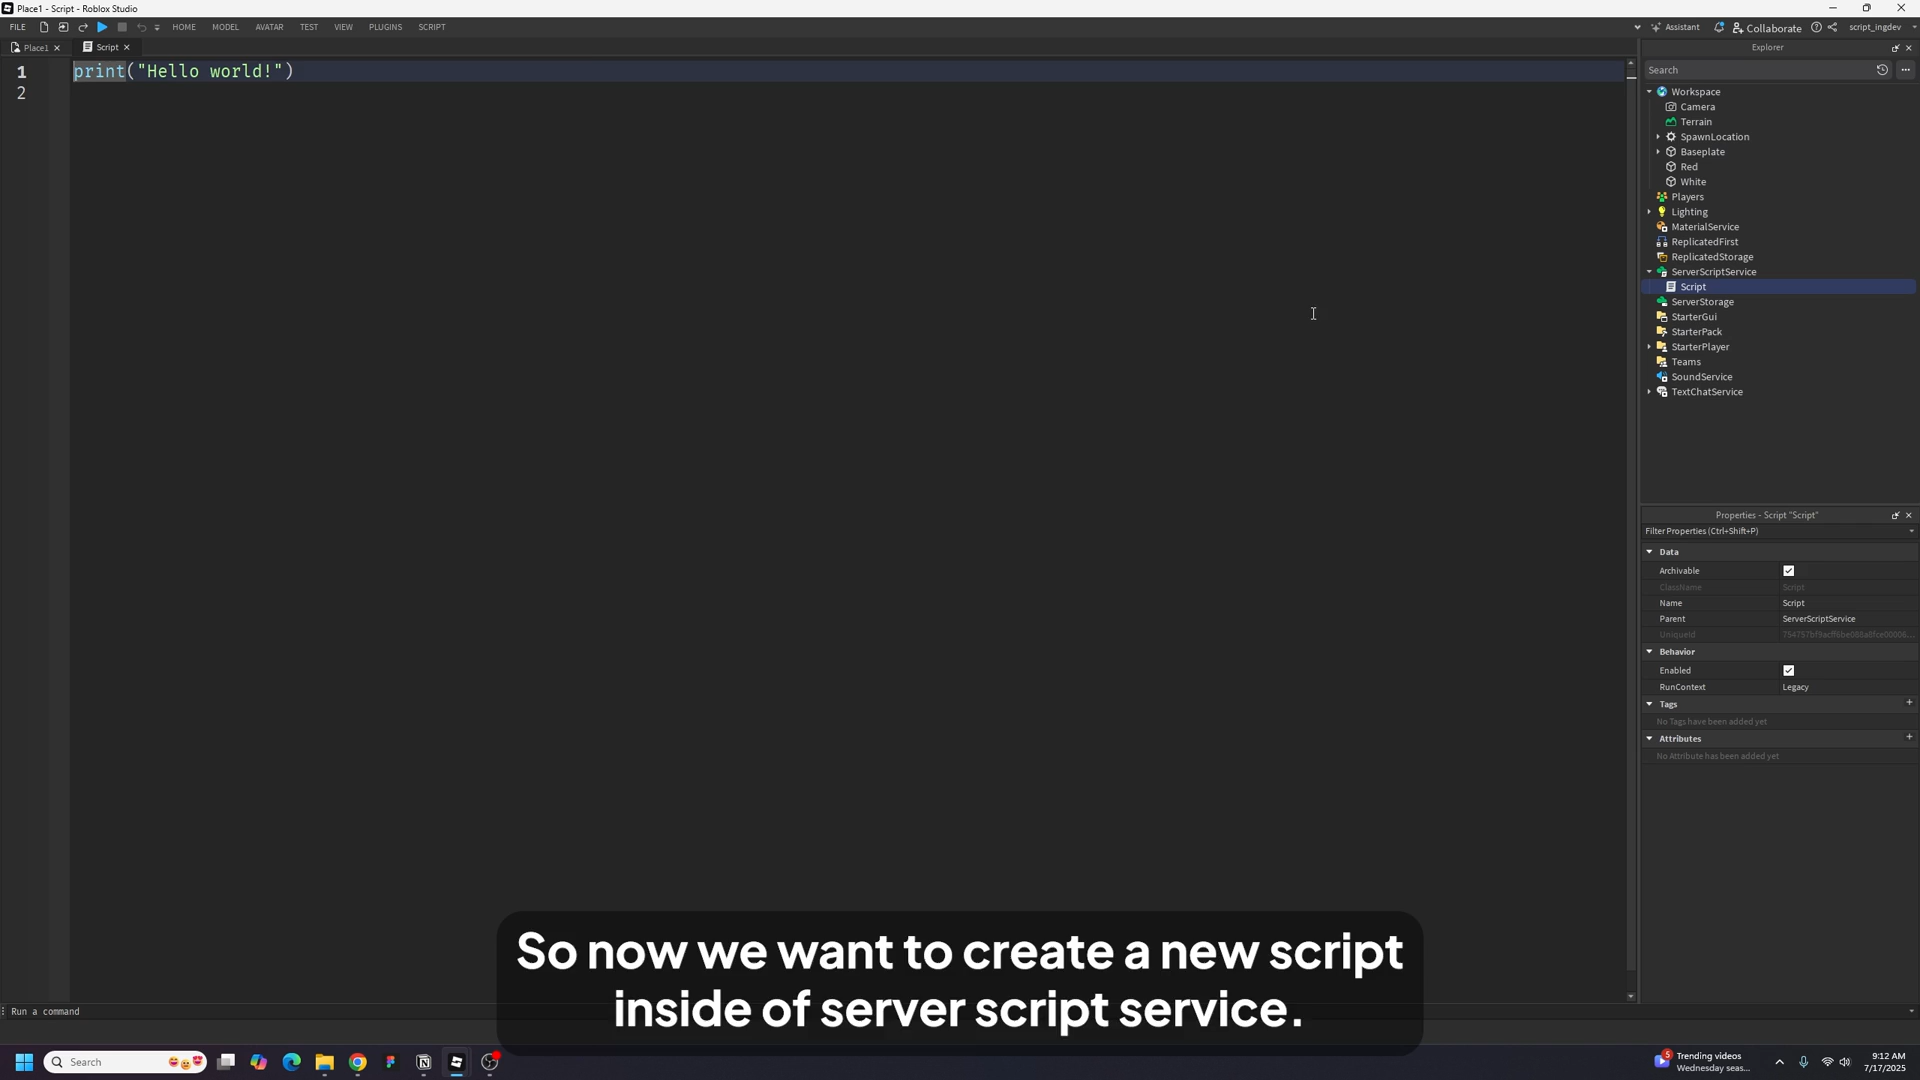 Place1 - Script - Roblox Studio
FILE
HOME
MODEL
AVATAR
TEST
VIEW
PLUGINS
SCRIPT
Assistant
Collaborate
script_ingdev
Place1
Script
Explorer
1 print("Hello world!")
2
Search
Workspace
Camera
Terrain
SpawnLocation
Baseplate
Red
White
Players
Lighting
MaterialService
ReplicatedFirst
ReplicatedStorage
ServerScriptService
Script
ServerStorage
StarterGui
StarterPack
StarterPlayer
Teams
SoundService
TextChatService
Properties - Script "Script"
Filter Properties (Ctrl+Shift+P)
Data
Archivable
ClassName Script
Name Script
Parent ServerScriptService
UniqueId
Behavior
Enabled
RunContext Legacy
Tags
No Tags have been added yet
Attributes
No Attribute has been added yet
So now we want to create a new script
inside of server script service.
Run a command
Search
5
Trending videos
Wednesday seas...
9:12 AM
7/17/2025